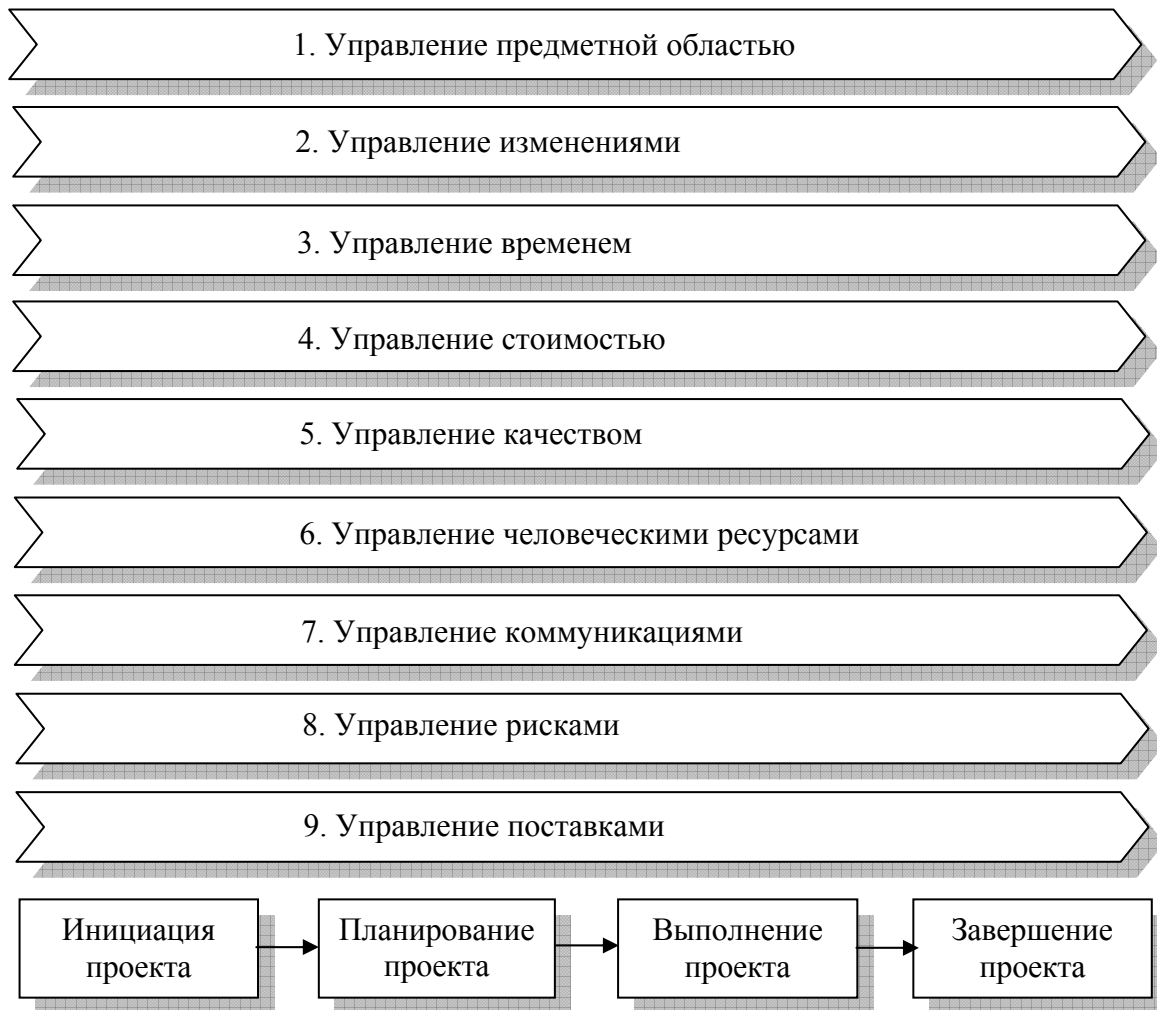 1. Управление предметной областью
2. Управление изменениями
3. Управление временем
4. Управление стоимостью
5. Управление качеством
6. Управление человеческими ресурсами
7. Управление коммуникациями
8. Управление рисками
9. Управление поставками
Инициация
проекта
Планирование
проекта
Выполнение
проекта
Завершение
проекта